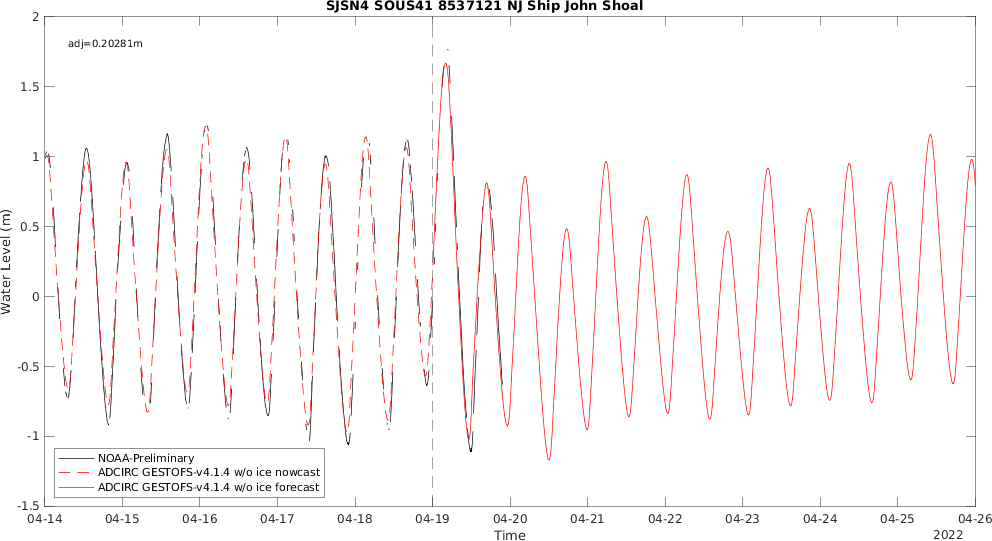 SJSN4 SOUS41 8537121 NJ Ship John Shoal
adj=0.20281m
2
1.5
1
0.5
0
-0.5
-1
-1.5
Water Level (m)
NOAA-Preliminary
ADCIRC GESTOFS-v4.1.4 w/o ice nowcast
ADCIRC GESTOFS-v4.1.4 w/o ice forecast
04-14 04-15 04-16 04-17 04-18 04-19 04-20 04-21 04-22 04-23 04-24 04-25 04-26
Time
2022